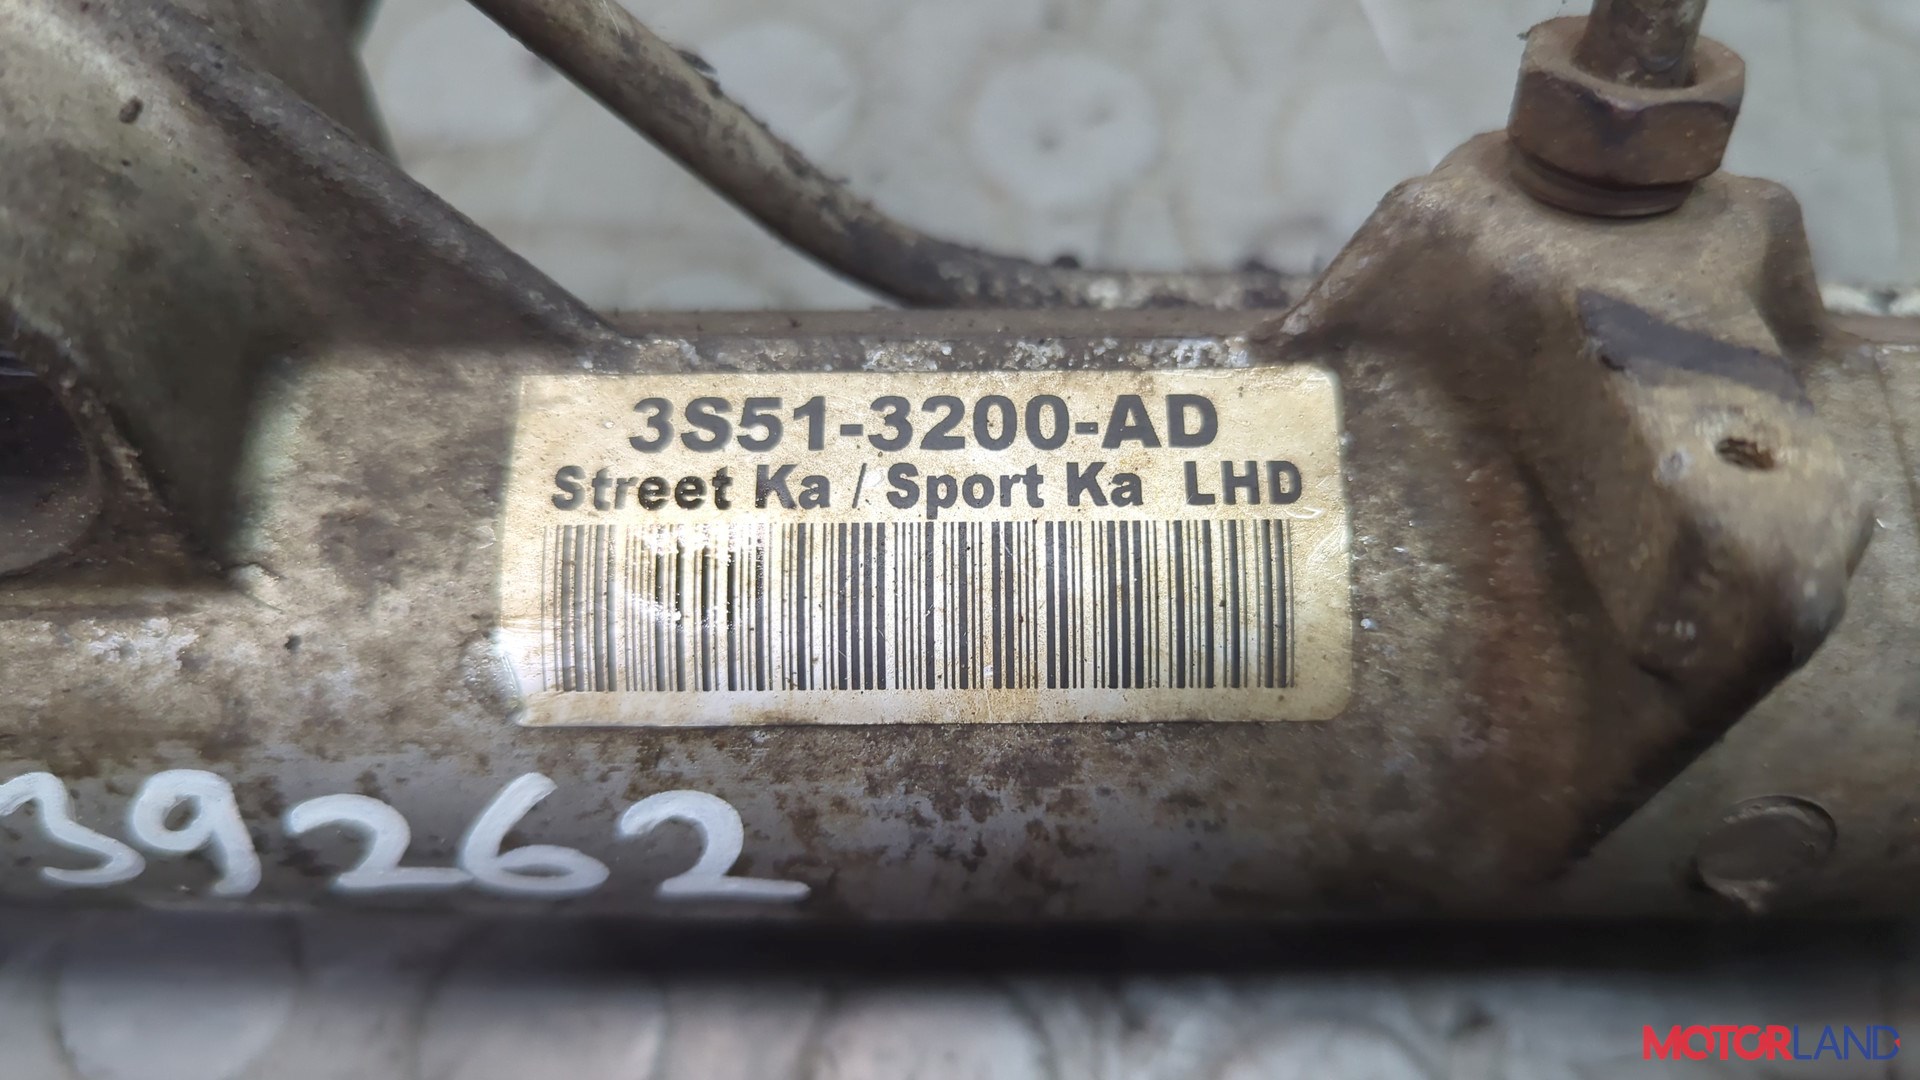 3S51-3200-AD
Street Ka / Sport Ka LHD
39262
MOTORLAND